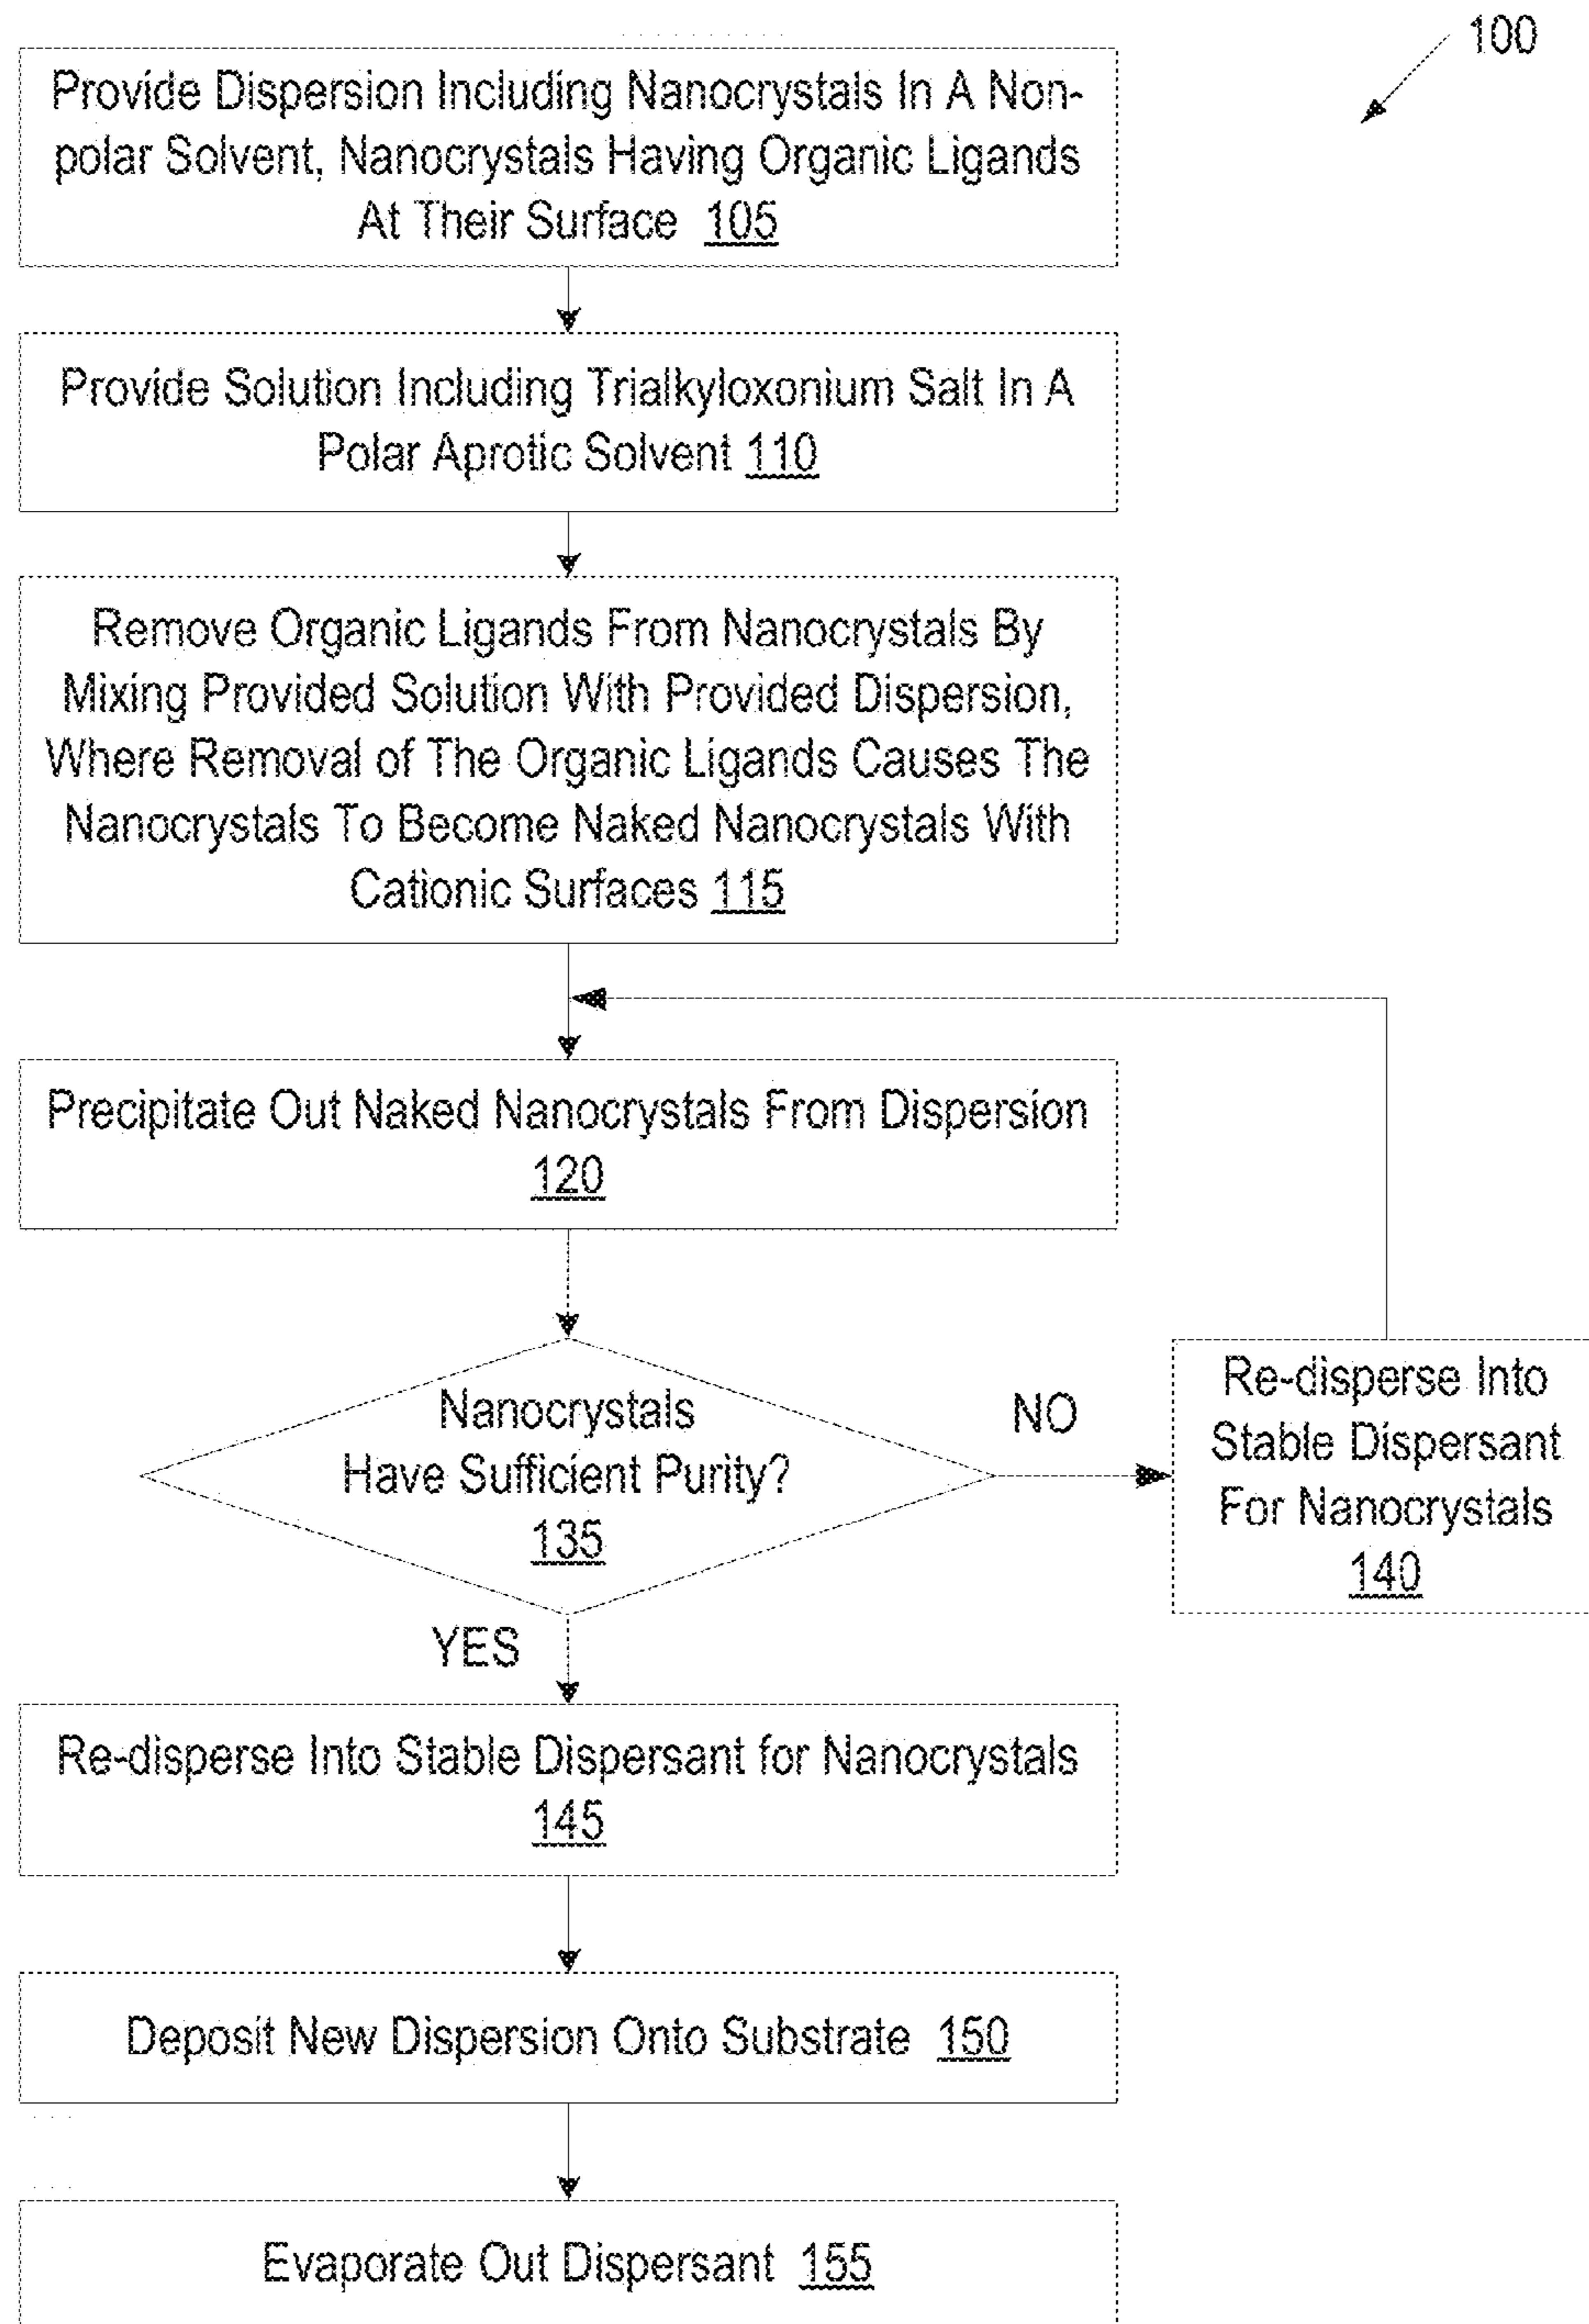 100
Provide Dispersion Including Nanocrystals In A Non-
polar Solvent, Nanocrystals Having Organic Ligands
At Their Surface 105
Provide Solution Including Trialkyloxonium Salt In A
Polar Aprotic Solvent 110
Remove Organic Ligands From Nanocrystals By
Mixing Provided Solution With Provided Dispersion,
Where Removal of The Organic Ligands Causes The
Nanocrystals To Become Naked Nanocrystals With
Cationic Surfaces 115
Precipitate Out Naked Nanocrystals From Dispersion
120
Nanocrystals
Have Sufficient Purity?
135
NO
Re-disperse Into
Stable Dispersant
For Nanocrystals
140
YES
Re-disperse Into Stable Dispersant for Nanocrystals
145
Deposit New Dispersion Onto Substrate 150
Evaporate Out Dispersant 155